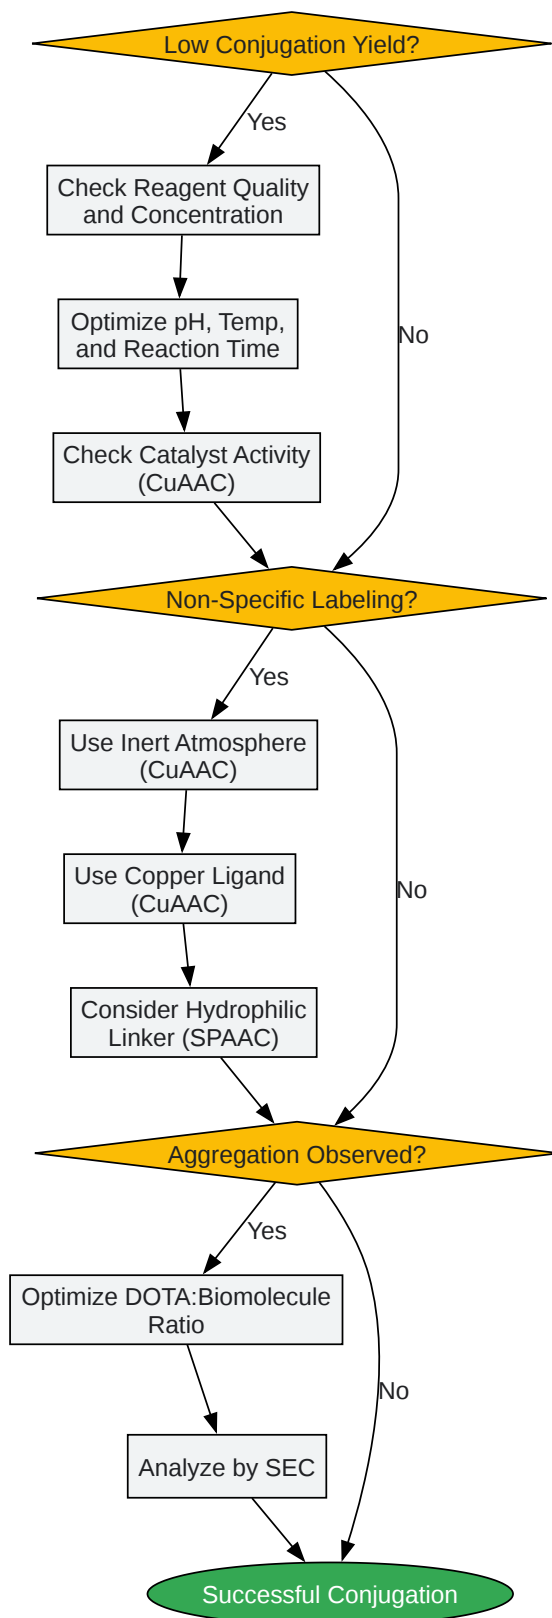 Low Conjugation Yield?
Yes
Check Reagent Quality
and Concentration
Optimize pH, Temp,
and Reaction Time
No
Check Catalyst Activity
(CuAAC)
Non-Specific Labeling?
Yes
Use Inert Atmosphere
(CuAAC)
Use Copper Ligand
(CuAAC)
No
Consider Hydrophilic
Linker (SPAAC)
Aggregation Observed?
Yes
Optimize DOTA:Biomolecule
Ratio
No
Analyze by SEC
Successful Conjugation